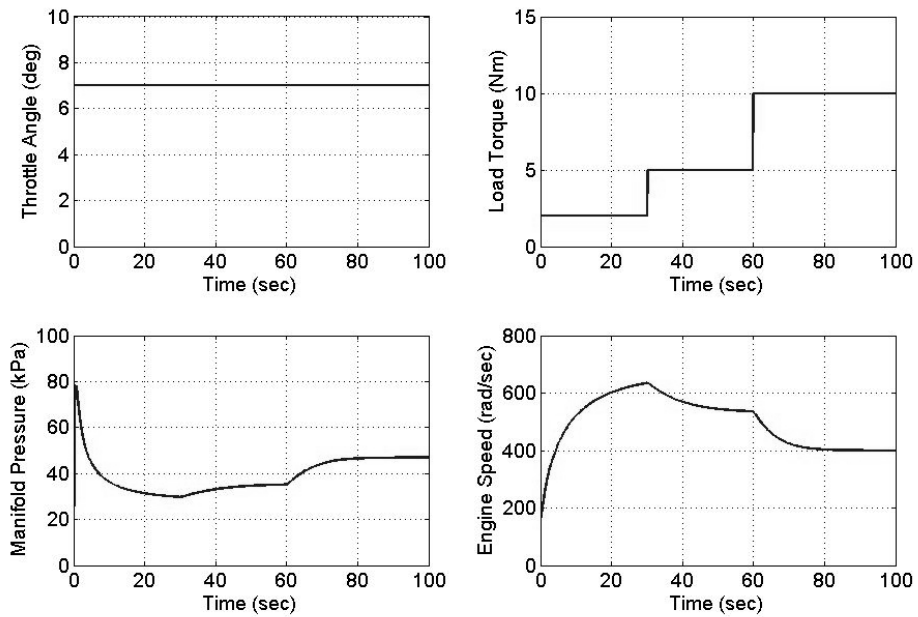 Throttle Angle (deg)
10
8
6
4
2
0
0 20 40 60 80 100
Time (sec)
Load Torque (Nm)
15
10
5
0
0 20 40 60 80 100
Time (sec)
Manifold Pressure (kPa)
100
80
60
40
20
0
0 20 40 60 80 100
Time (sec)
Engine Speed (rad/sec)
800
600
400
200
0
0 20 40 60 80 100
Time (sec)